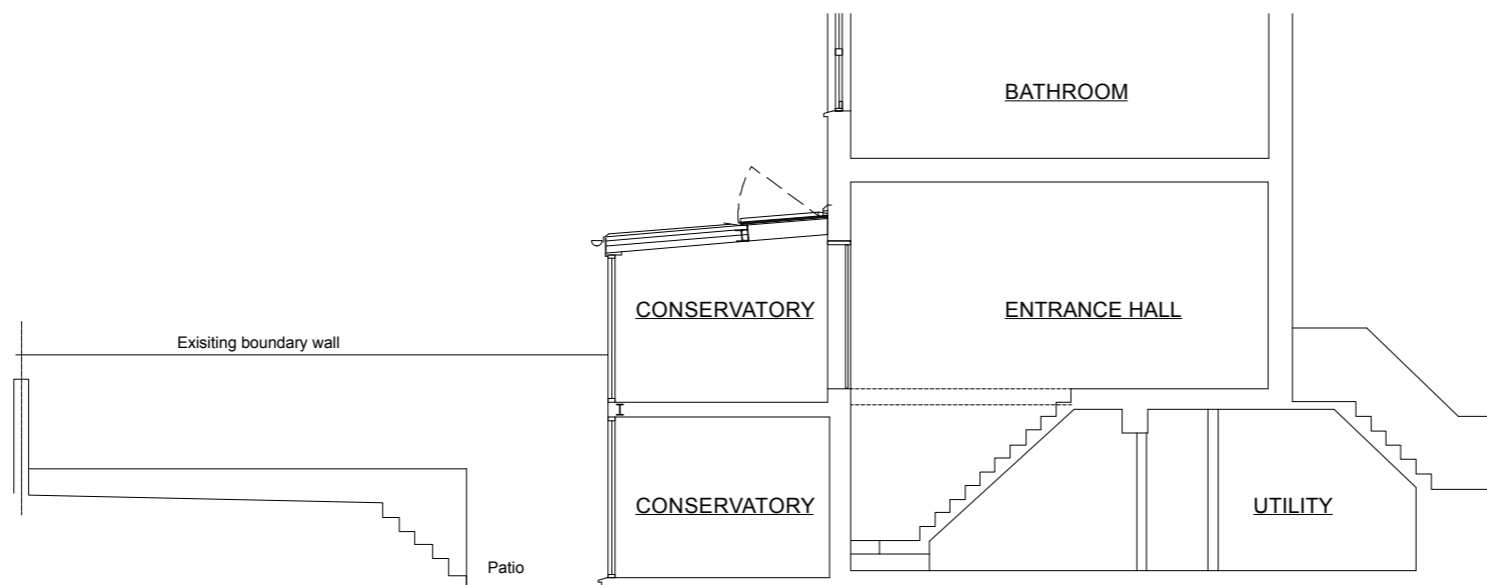 BATHROOM
CONSERVATORY
ENTRANCE HALL
Exisiting boundary wall
CONSERVATORY
UTILITY
Patio